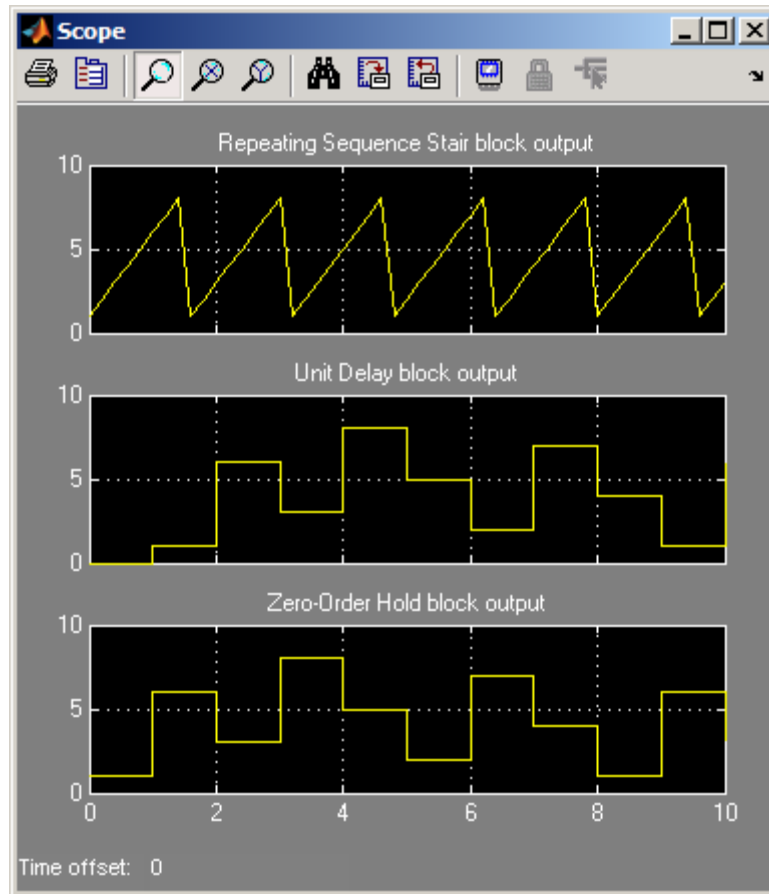 Scope
Repeating Sequence Stair block output
10
5
0
Unit Delay block output
10
5
0
Zero-Order Hold block output
10
5
0
0 2 4 6 8 10
Time offset: 0